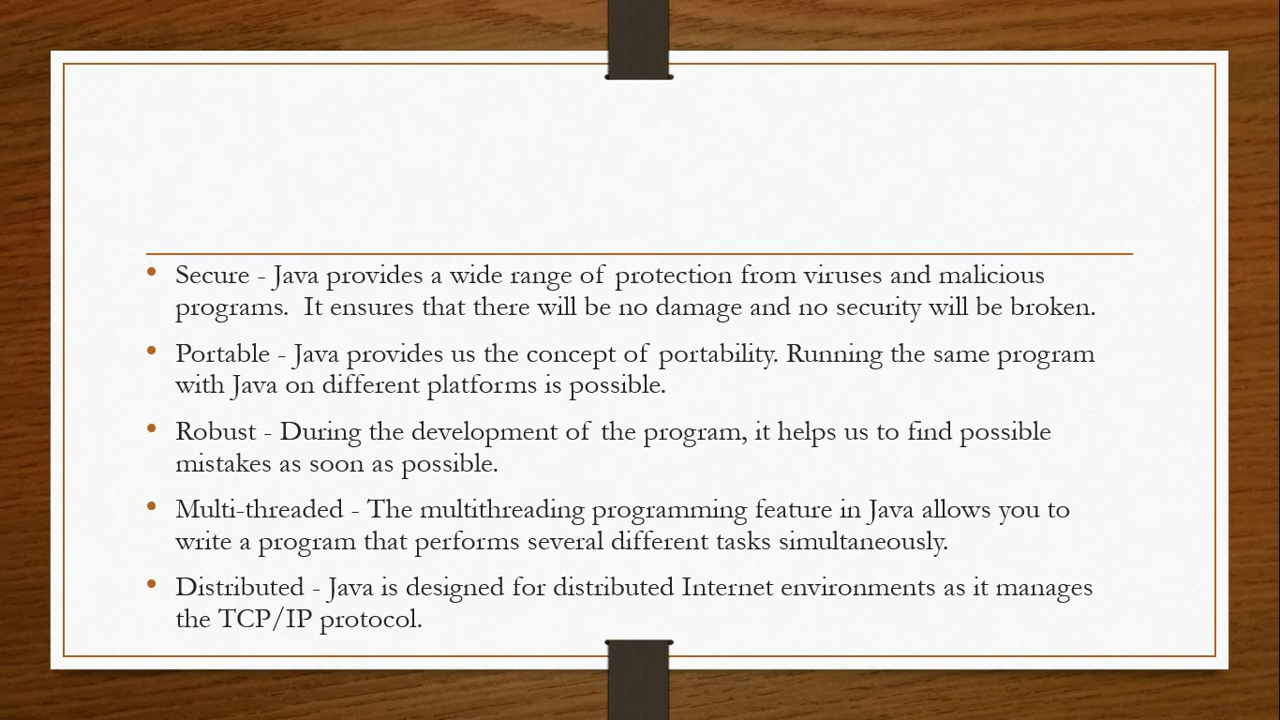 • Secure - Java provides a wide range of protection from viruses and malicious
programs.  It ensures that there will be no damage and no security will be broken.
• Portable - Java provides us the concept of portability. Running the same program
with Java on different platforms is possible.
• Robust - During the development of the program, it helps us to find possible
mistakes as soon as possible.
• Multi-threaded - The multithreading programming feature in Java allows you to
write a program that performs several different tasks simultaneously.
• Distributed - Java is designed for distributed Internet environments as it manages
the TCP/IP protocol.